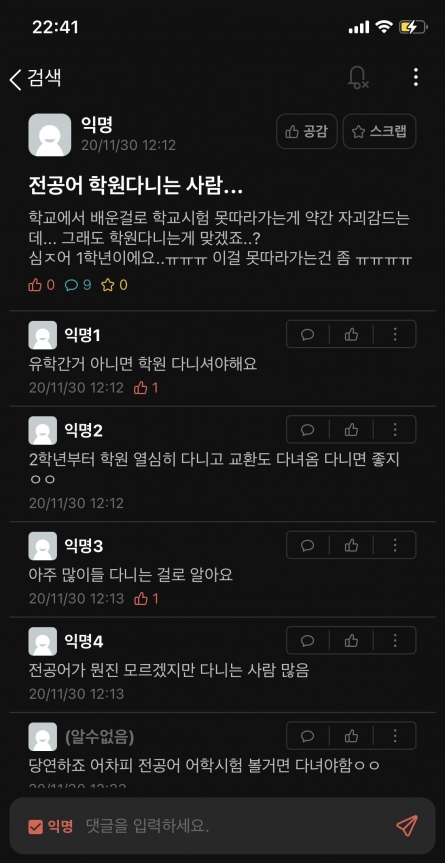 22:41
검색
익명
20/11/30 12:12
공감
스크랩
전공어 학원다니는 사람...
학교에서 배운걸로 학교시험 못따라가는게 약간 자괴감드는
데... 그래도 학원다니는게 맞겠죠..?
심ㅈ어 1학년이에요..ㅠㅠㅠ 이걸 못따라가는건 좀 ㅠㅠㅠㅠ
0 9 0
익명1
유학간거 아니면 학원 다니셔야해요
20/11/30 12:12 1
익명2
2학년부터 학원 열심히 다니고 교환도 다녀옴 다니면 좋지
ㅇㅇ
20/11/30 12:12
익명3
아주 많이들 다니는 걸로 알아요
20/11/30 12:13 1
익명4
전공어가 뭔진 모르겠지만 다니는 사람 많음
20/11/30 12:13
(알수없음)
당연하죠 어차피 전공어 어학시험 볼거면 다녀야함ㅇㅇ
익명 댓글을 입력하세요.